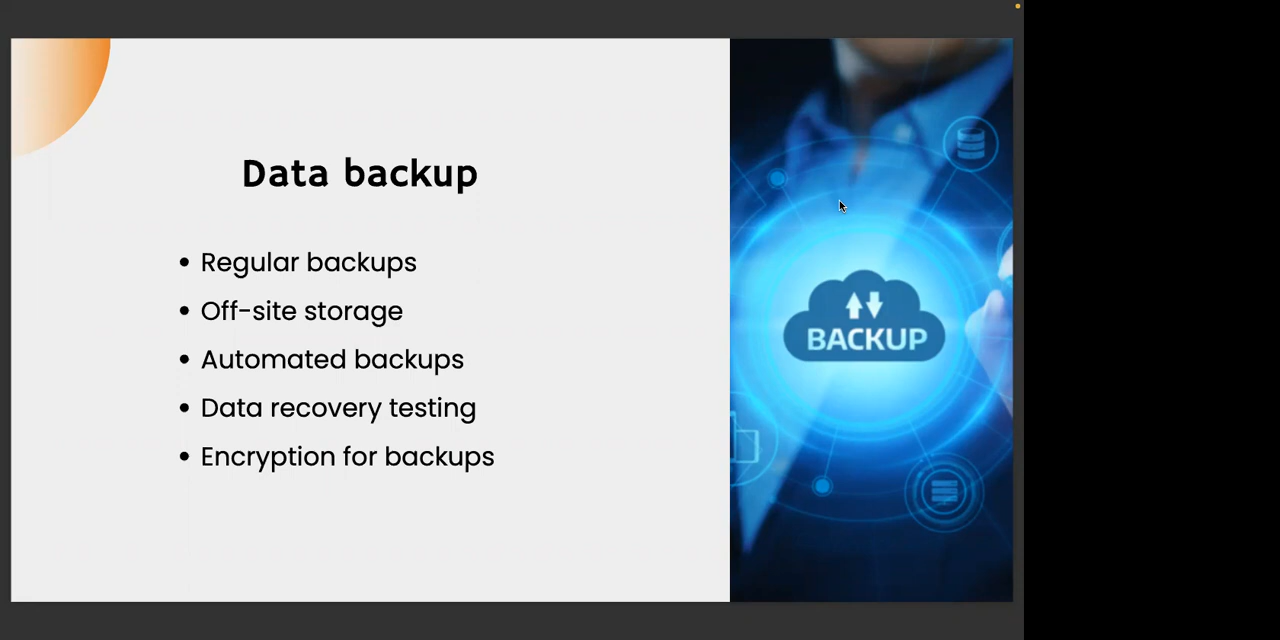 Data backup
• Regular backups
• Off-site storage
• Automated backups
• Data recovery testing
• Encryption for backups
BACKUP